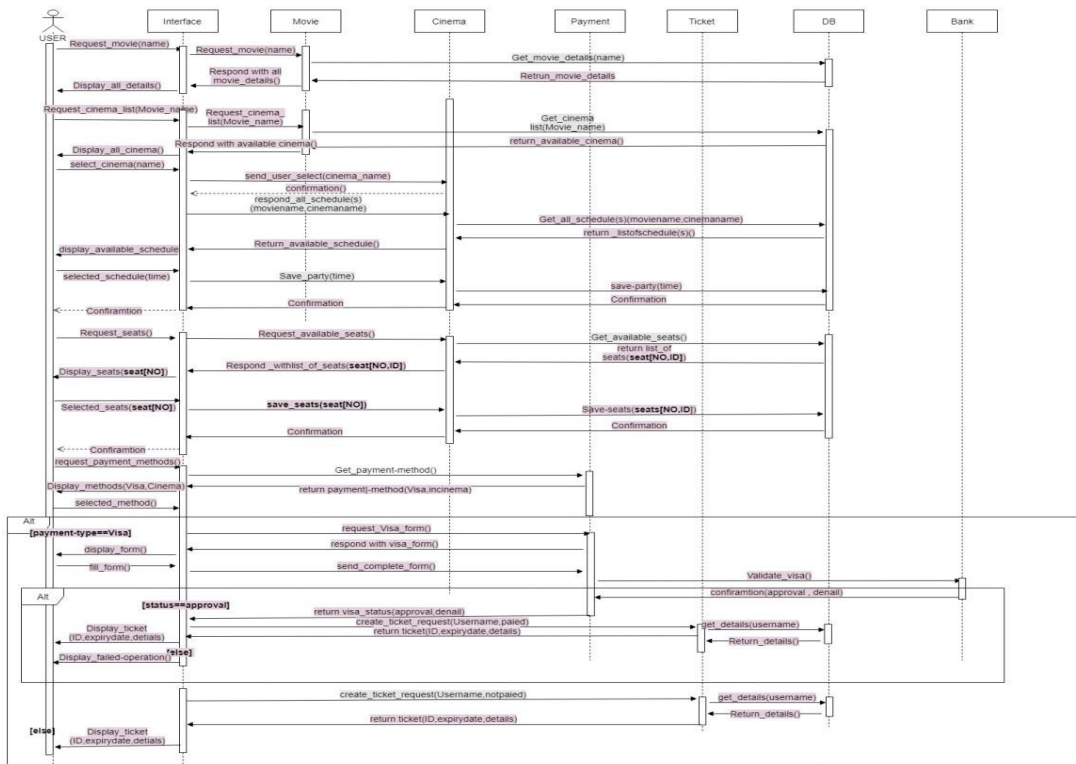 Interface
Movie
Cinema
Payment
Ticket
DB
Bank
USER
Request_movie(name)
Request_movie(name)
Get_movie_details(name)
Respond with all
movie_details()
Retrun_movie_details
Display_all_details()
Request_cinema_list(Movie_name)
Request_cinema_
list(Movie_name)
Get_cinema
list(Movie_name)
return_available_cinema()
Respond with available cinema()
Display_all_cinema()
select_cinema(name)
send_user_select(cinema_name)
confirmation()
respond_all_schedule(s)
(moviename,cinemaname)
Get_all_schedule(s)(moviename,cinemaname)
return _listofschedule(s)()
Return_available_schedule()
display_available_schedule
selected_schedule(time)
Save_party(time)
save-party(time)
Confirmation
Confirmation
Confiramtion
Request_seats()
Request_available_seats()
Get_available_seats()
return list_of
seats(seat[NO,ID])
Respond _withlist_of_seats(seat[NO,ID])
Display_seats(seat[NO])
Selected_seats(seat[NO])
save_seats(seat[NO])
Save-seats(seats[NO,ID])
Confirmation
Confirmation
Confiramtion
request_payment_methods()
Get_payment-method()
Display_methods(Visa,Cinema)
return payment|-method(Visa,incinema)
selected_method()
Alt
[payment-type==Visa]
request_Visa_form()
respond with visa_form()
display_form()
fill_form()
send_complete_form()
Validate_visa()
Alt
confiramtion(approval , denail)
[status==approval]
return visa_status(approval,denail)
create_ticket_request(Username,paied)
get_details(username)
Display_ticket
(ID,expirydate,detials)
return ticket(ID,expirydate,details)
Return_details()
[else]
Display_failed-operation()
create_ticket_request(Username,notpaied)
get_details(username)
return ticket(ID,expirydate,details)
Return_details()
[else]
Display_ticket
(ID,expirydate,detials)